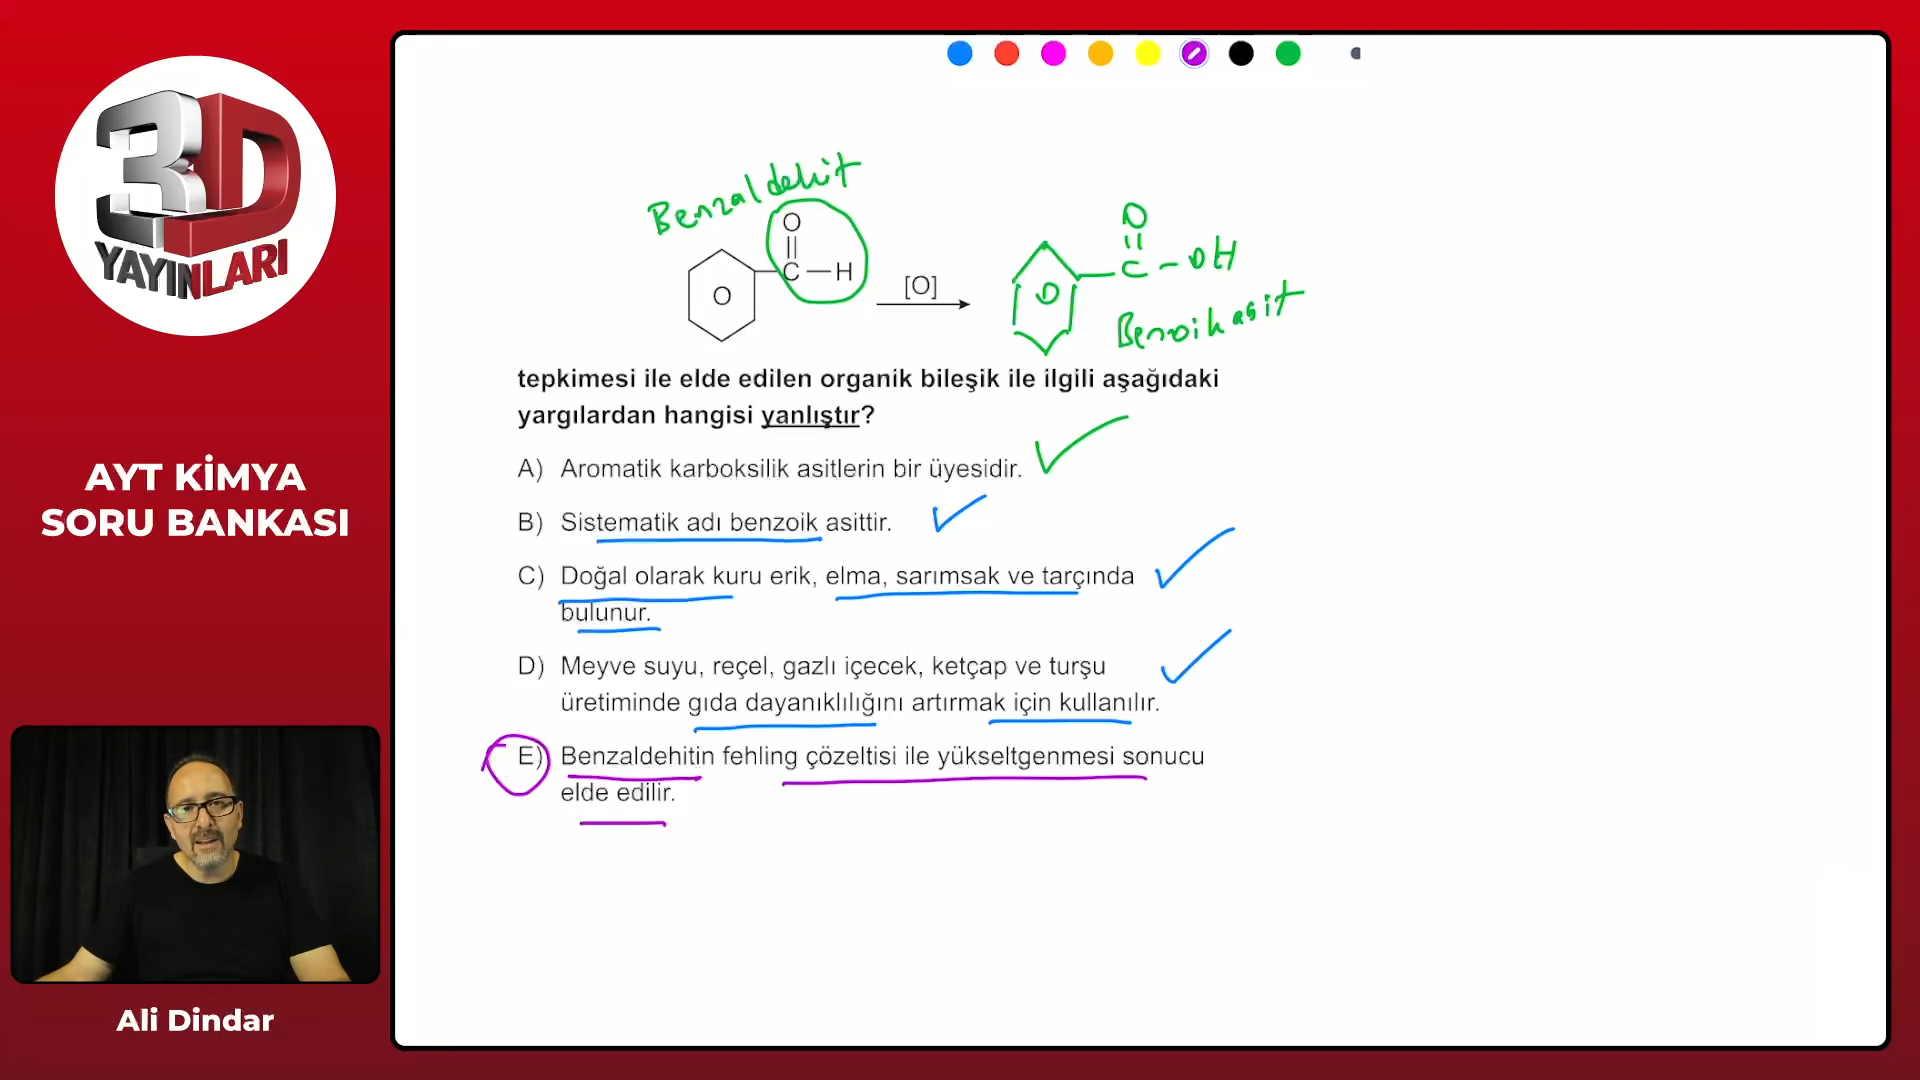 3D
YAYINLARI
AYT KİMYA
SORU BANKASI
Ali Dindar
Benzaldehit
O
C
H
O
[O]
O
C - OH
O
Benzoik asit
tepkimesi ile elde edilen organik bileşik ile ilgili aşağıdaki
yargılardan hangisi yanlıştır?
A) Aromatik karboksilik asitlerin bir üyesidir.
B) Sistematik adı benzoik asittir.
C) Doğal olarak kuru erik, elma, sarımsak ve tarçında
bulunur.
D) Meyve suyu, reçel, gazlı içecek, ketçap ve turşu
üretiminde gıda dayanıklılığını artırmak için kullanılır.
E) Benzaldehitin fehling çözeltisi ile yükseltgenmesi sonucu
elde edilir.